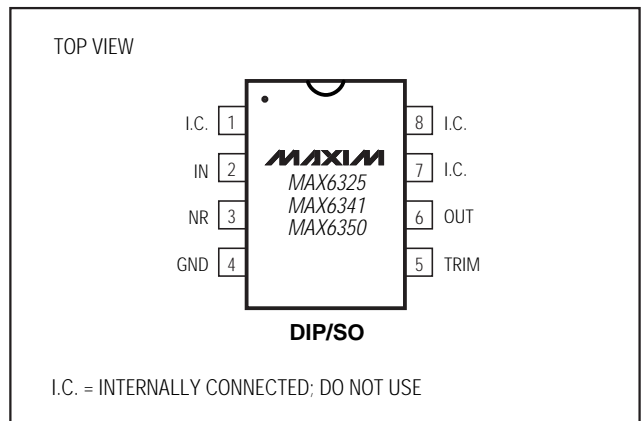 TOP VIEW
I.C. 1
IN 2
NR 3
GND 4
MAXIM
MAX6325
MAX6341
MAX6350
8 I.C.
7 I.C.
6 OUT
5 TRIM
DIP/SO
I.C. = INTERNALLY CONNECTED; DO NOT USE